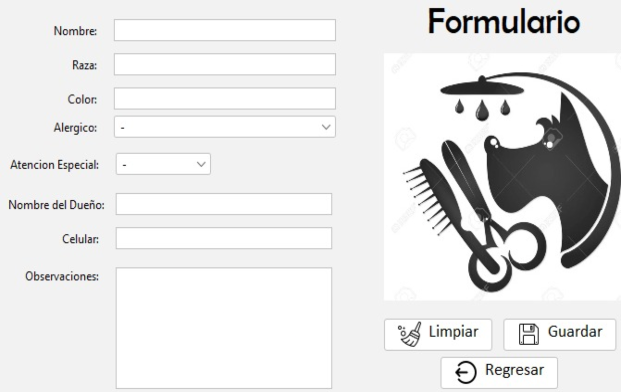 Formulario
Nombre:
Raza:
Color:
Alergico: -
Atencion Especial: -
Nombre del Dueño:
Celular:
Observaciones:
Limpiar
Guardar
Regresar